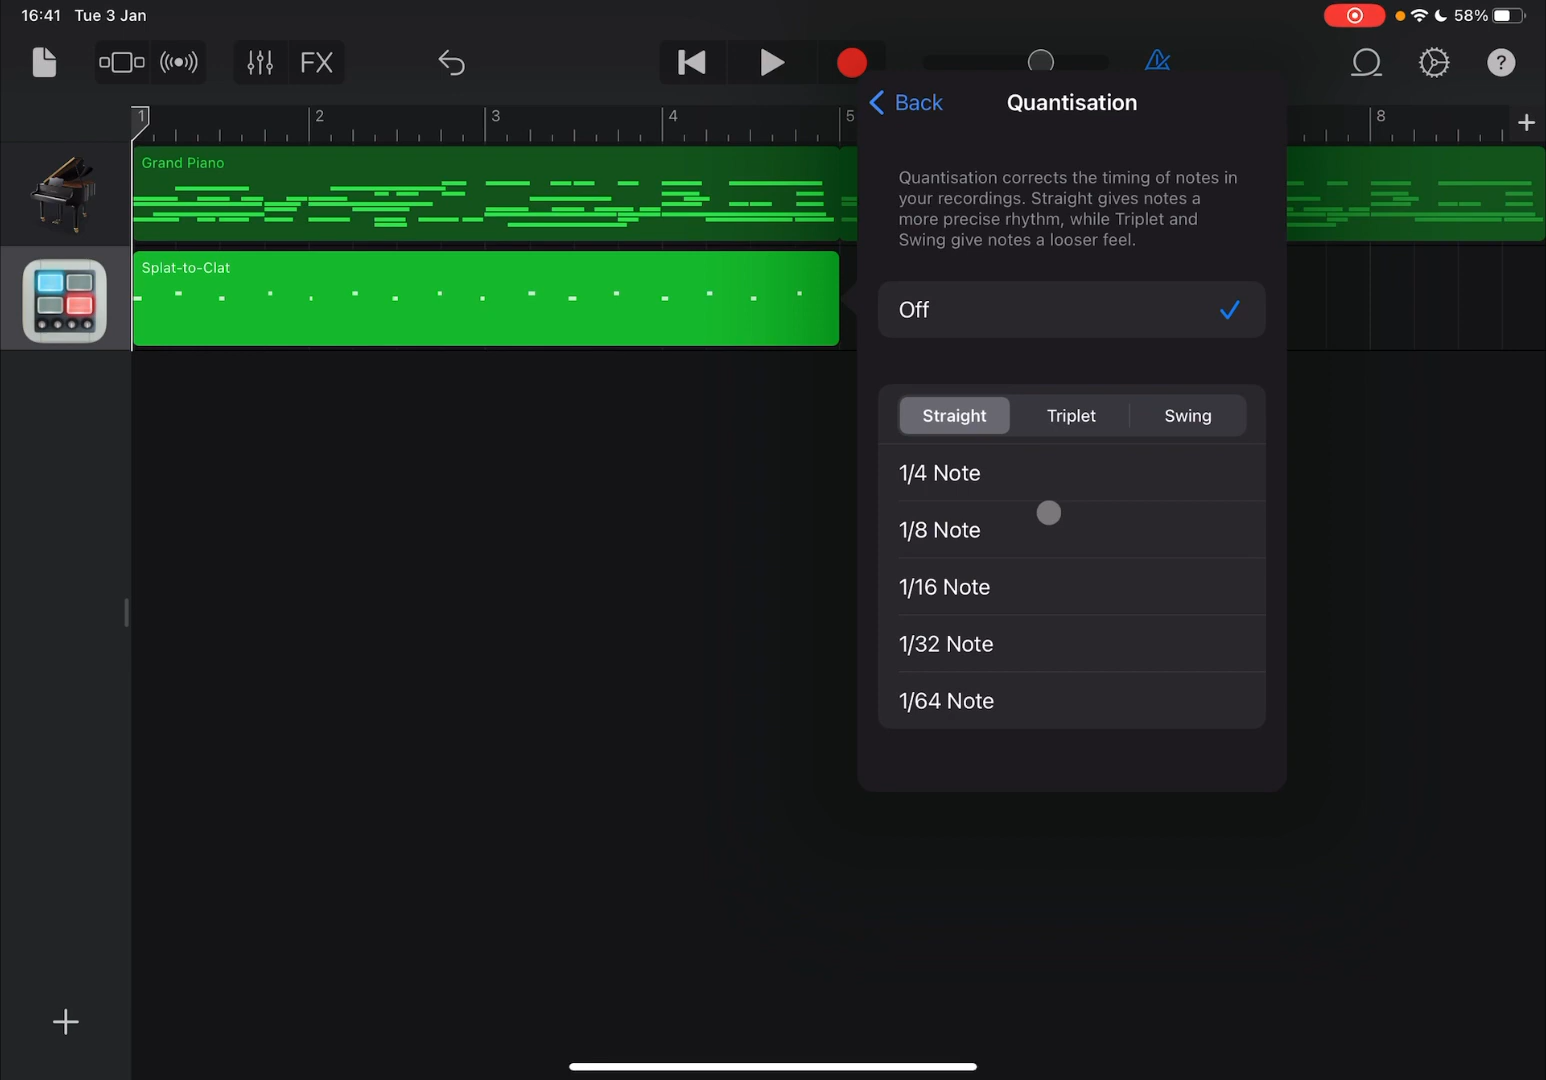 16:41 Tue 3 Jan
58%
FX
?
1 2 3 4 5 8
Back Quantisation
Grand Piano
Quantisation corrects the timing of notes in
your recordings. Straight gives notes a
more precise rhythm, while Triplet and
Swing give notes a looser feel.
Splat-to-Clat
Off
Straight Triplet Swing
1/4 Note
1/8 Note
1/16 Note
1/32 Note
1/64 Note